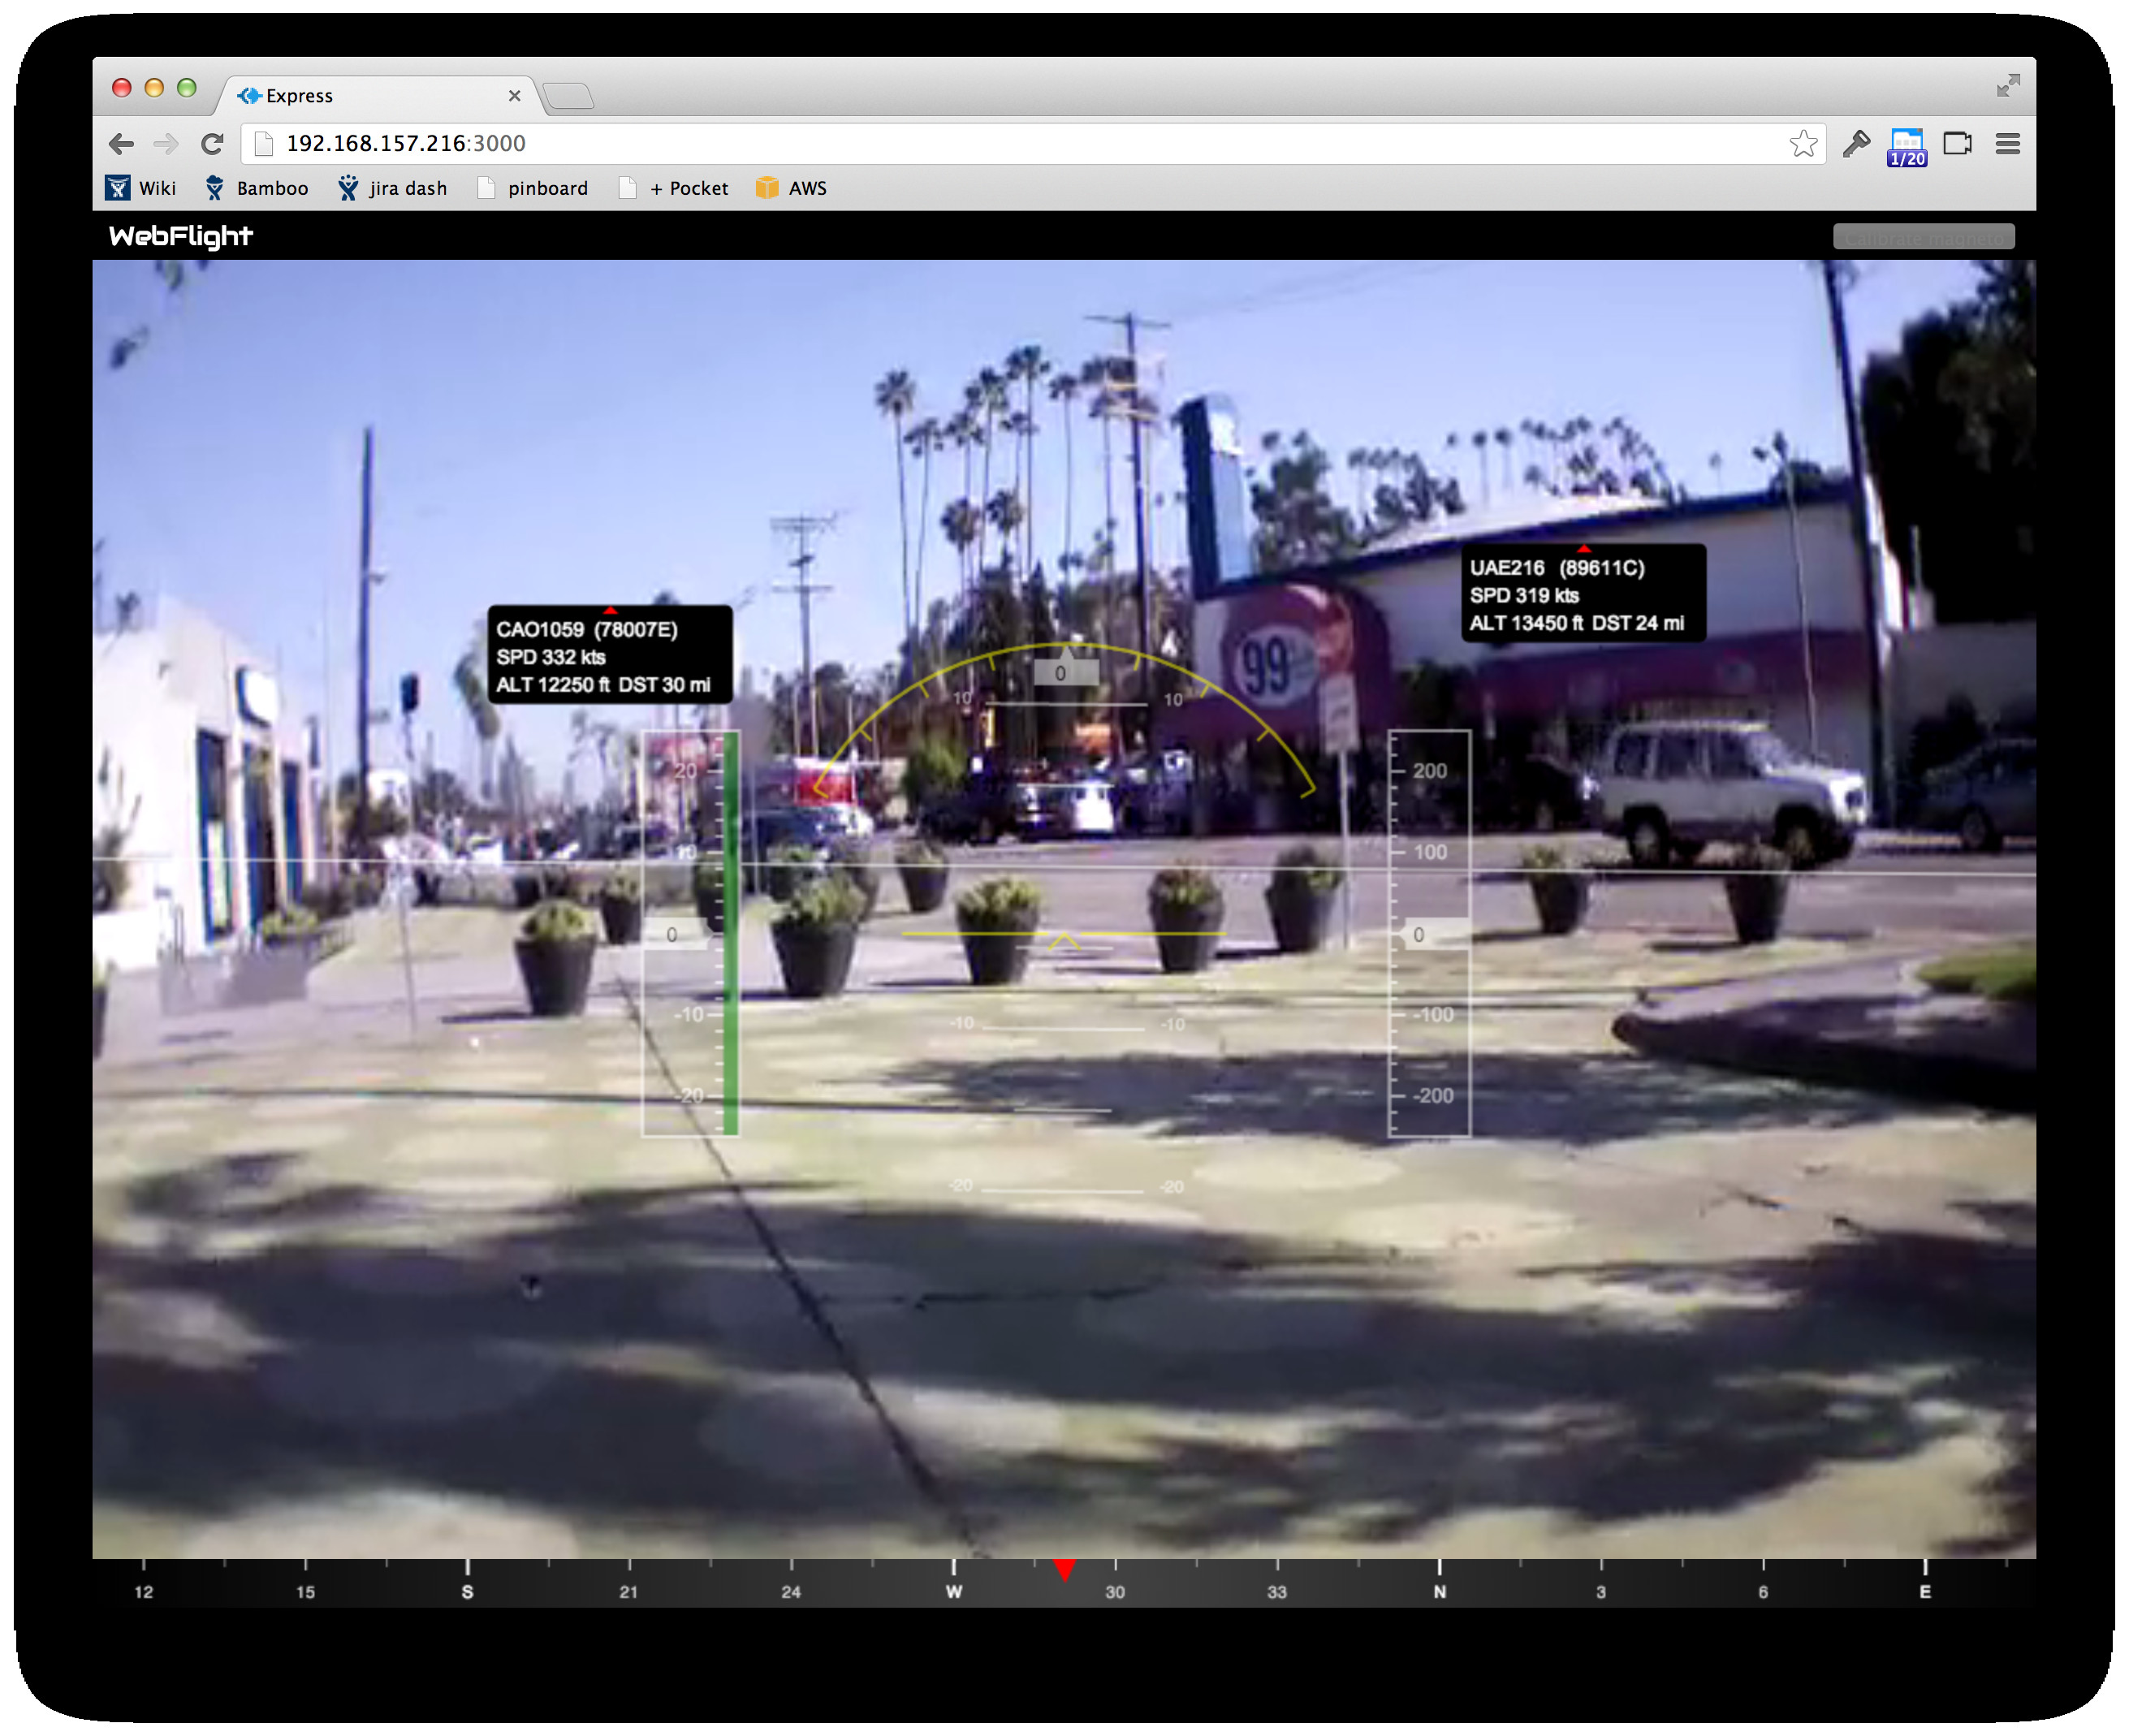 Express
192.168.157.216:3000
1/20
Wiki Bamboo jira dash pinboard + Pocket AWS
WebFlight
Calibrate magneto
UAE216 (89611C)
SPD 319 kts
ALT 13450 ft DST 24 mi
CAO1059 (78007E)
SPD 332 kts
ALT 12250 ft DST 30 mi
99
0
10 10
20 200
10 100
0 0
-10 -10 -10 -100
-20 -200
-20 -20
12 15 S 21 24 W 30 33 N 3 6 E